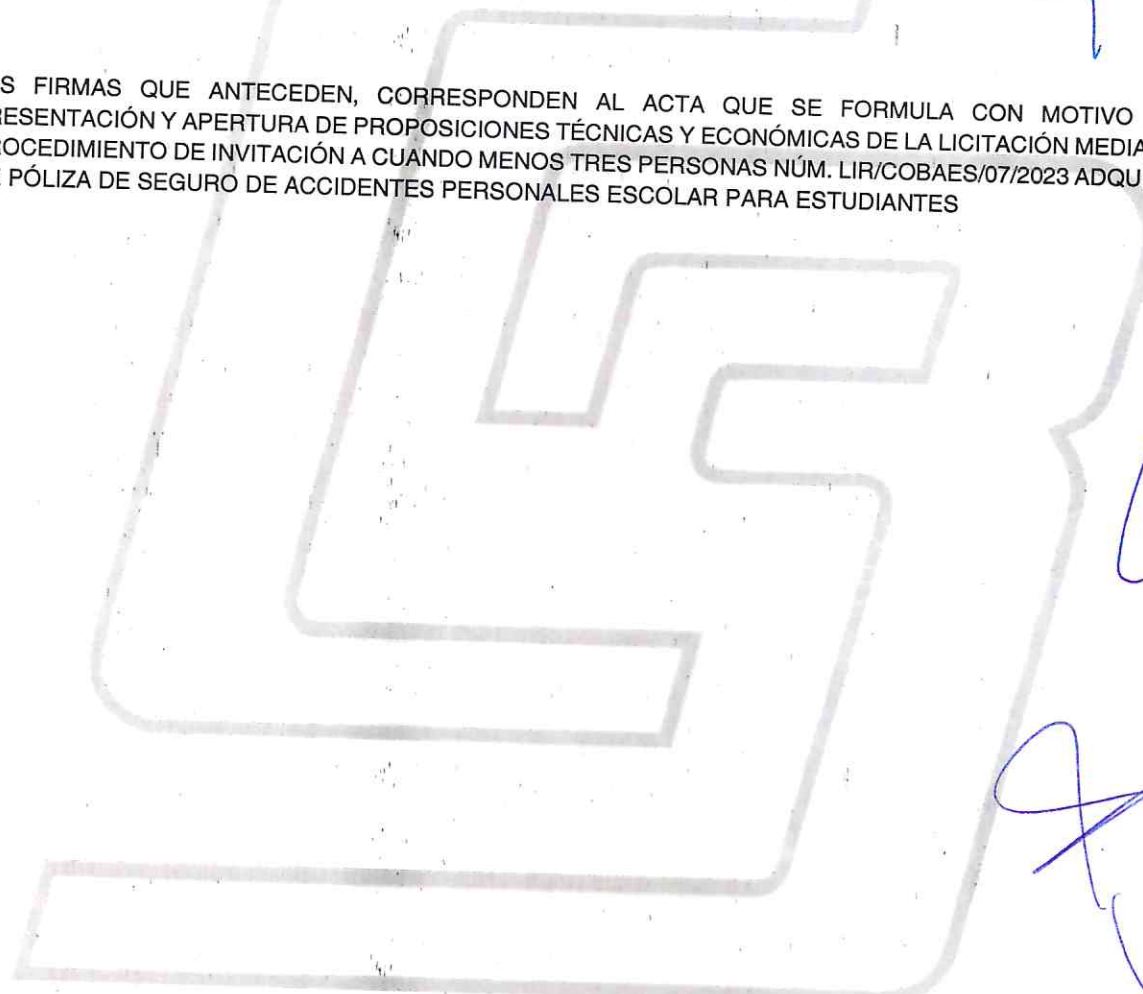 S FIRMAS QUE ANTECEDEN, CORRESPONDEN AL ACTA QUE SE FORMULA CON MOTIVO
RESENTACIÓN Y APERTURA DE PROPOSICIONES TÉCNICAS Y ECONÓMICAS DE LA LICITACIÓN MEDIA
ROCEDIMIENTO DE INVITACIÓN A CUANDO MENOS TRES PERSONAS NÚM. LIR/COBAES/07/2023 ADQU
PÓLIZA DE SEGURO DE ACCIDENTES PERSONALES ESCOLAR PARA ESTUDIANTES